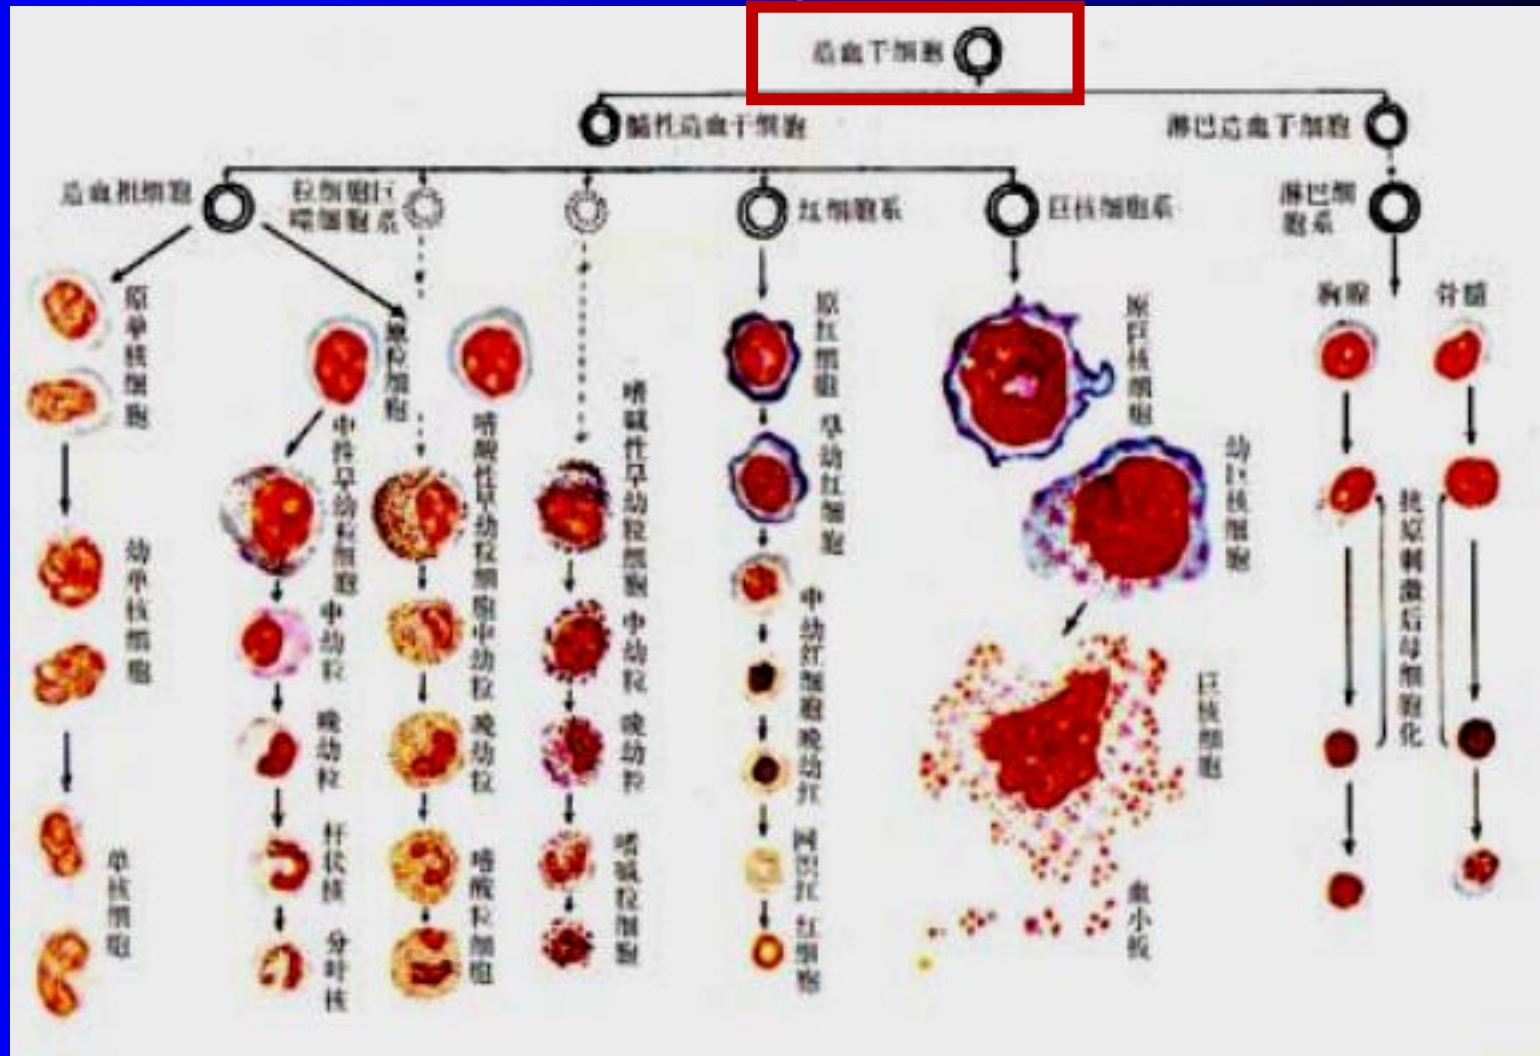 造血干细胞
髓性造血干细胞
淋巴造血干细胞
造血祖细胞
粒细胞巨
噬细胞系
红细胞系
巨核细胞系
淋巴细
胞系
胸腺
骨髓
原单核细胞
原粒细胞
原红细胞
原巨核细胞
中性早幼粒细胞
嗜酸性早幼粒细胞
嗜碱性早幼粒细胞
早幼红细胞
幼巨核细胞
抗原刺激后母细胞化
幼单核细胞
中幼粒
中幼粒
中幼粒
中幼红细胞
巨核细胞
晚幼粒
晚幼粒
晚幼粒
晚幼红
单核细胞
杆状核
嗜酸粒细胞
嗜碱粒细胞
网织红
血小板
分叶核
红细胞